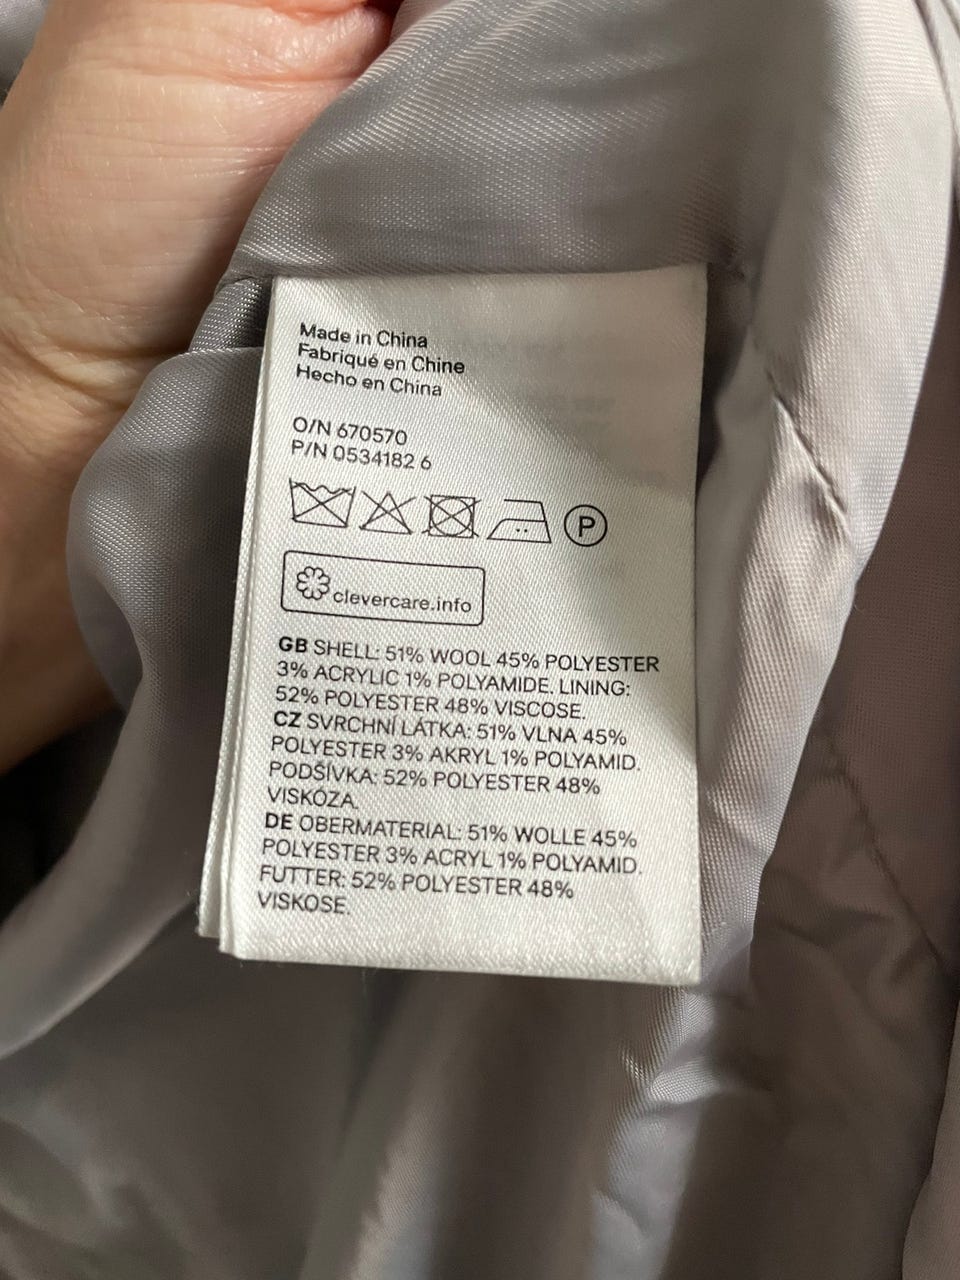 Made in China
Fabriqué en Chine
Hecho en China
O/N 670570
P/N 0534182 6
P
clevercare.info
GB SHELL: 51% WOOL 45% POLYESTER
3% ACRYLIC 1% POLYAMIDE. LINING:
52% POLYESTER 48% VISCOSE.
CZ SVRCHNÍ LÁTKA: 51% VLNA 45%
POLYESTER 3% AKRYL 1% POLYAMID.
PODŠÍVKA: 52% POLYESTER 48%
VISKÓZA.
DE OBERMATERIAL: 51% WOLLE 45%
POLYESTER 3% ACRYL 1% POLYAMID.
FUTTER: 52% POLYESTER 48%
VISKOSE.